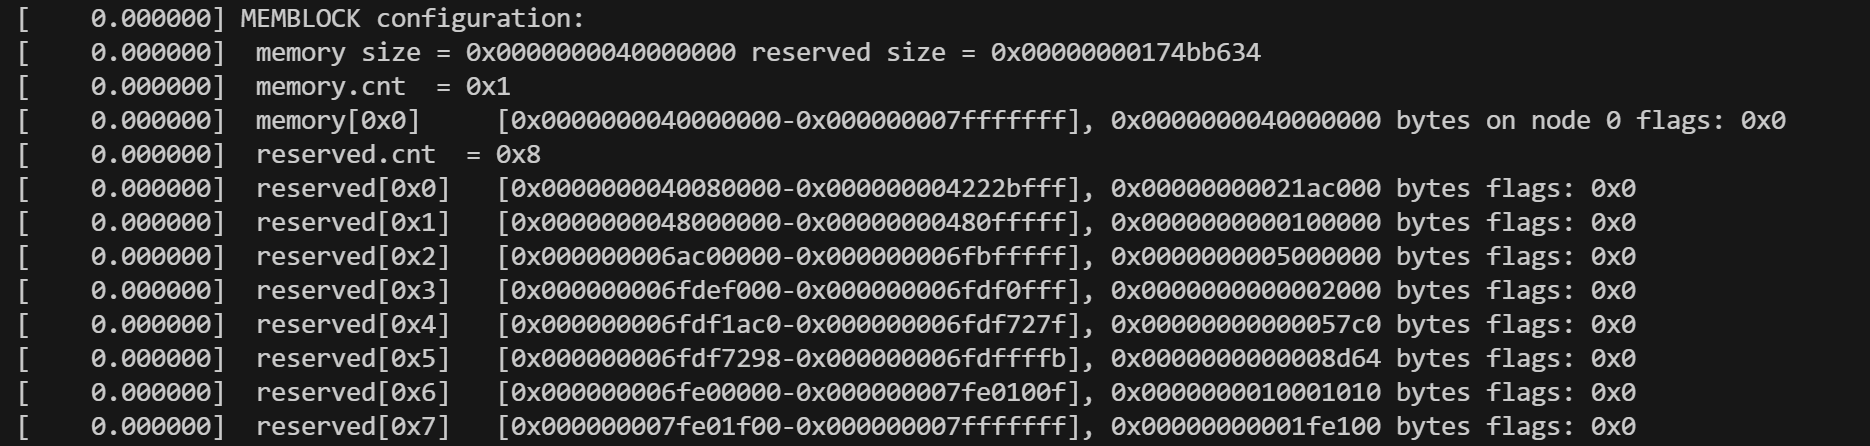 [    0.000000] MEMBLOCK configuration:
[    0.000000]  memory size = 0x0000000040000000 reserved size = 0x00000000174bb634
[    0.000000]  memory.cnt  = 0x1
[    0.000000]  memory[0x0]     [0x0000000040000000-0x000000007fffffff], 0x0000000040000000 bytes on node 0 flags: 0x0
[    0.000000]  reserved.cnt  = 0x8
[    0.000000]  reserved[0x0]   [0x0000000040080000-0x000000004222bfff], 0x00000000021ac000 bytes flags: 0x0
[    0.000000]  reserved[0x1]   [0x0000000048000000-0x00000000480fffff], 0x0000000000100000 bytes flags: 0x0
[    0.000000]  reserved[0x2]   [0x000000006ac00000-0x000000006fbfffff], 0x0000000005000000 bytes flags: 0x0
[    0.000000]  reserved[0x3]   [0x000000006fdef000-0x000000006fdf0fff], 0x0000000000002000 bytes flags: 0x0
[    0.000000]  reserved[0x4]   [0x000000006fdf1ac0-0x000000006fdf727f], 0x00000000000057c0 bytes flags: 0x0
[    0.000000]  reserved[0x5]   [0x000000006fdf7298-0x000000006fdffffb], 0x0000000000008d64 bytes flags: 0x0
[    0.000000]  reserved[0x6]   [0x000000006fe00000-0x000000007fe0100f], 0x0000000010001010 bytes flags: 0x0
[    0.000000]  reserved[0x7]   [0x000000007fe01f00-0x000000007fffffff], 0x00000000001fe100 bytes flags: 0x0